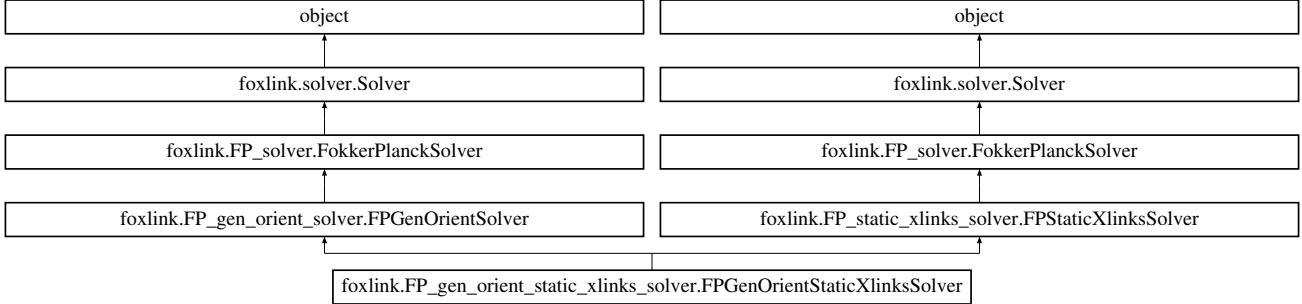 object object
foxlink.solver.Solver foxlink.solver.Solver
foxlink.FP_solver.FokkerPlanckSolver foxlink.FP_solver.FokkerPlanckSolver
foxlink.FP_gen_orient_solver.FPGenOrientSolver foxlink.FP_static_xlinks_solver.FPStaticXlinksSolver
foxlink.FP_gen_orient_static_xlinks_solver.FPGenOrientStaticXlinksSolver